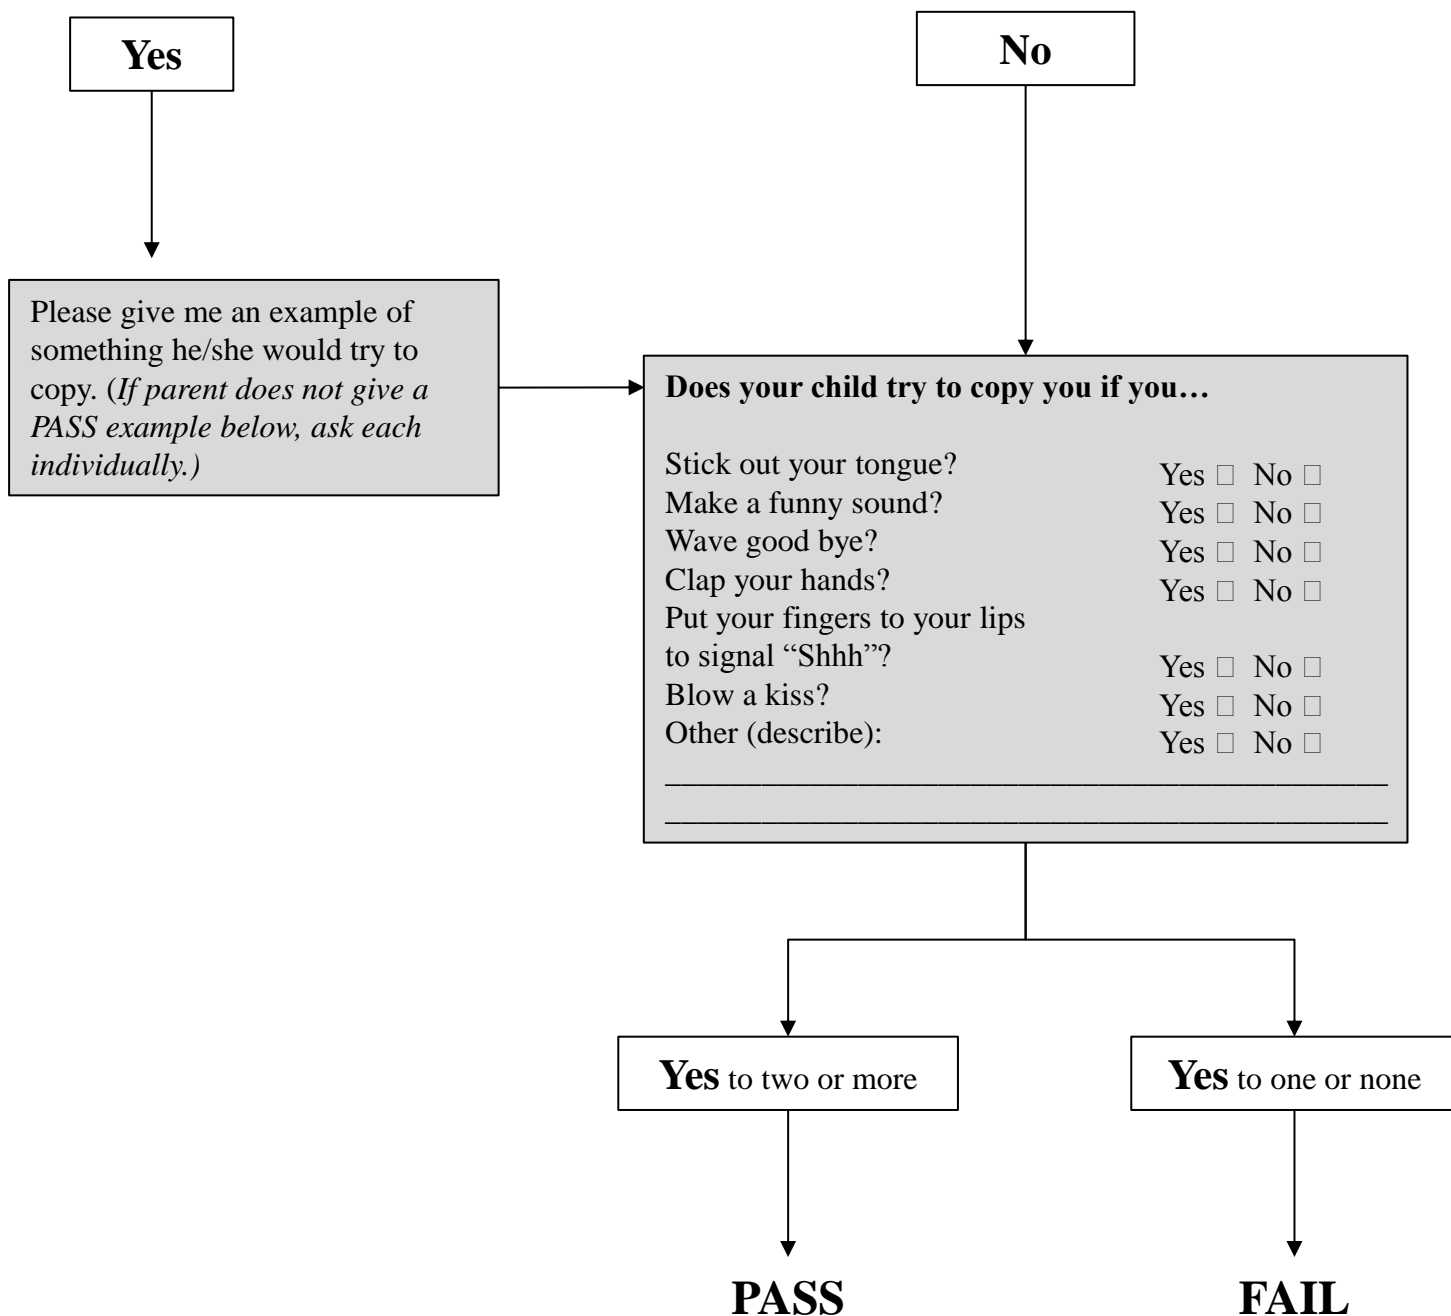 Yes
No
Please give me an example of
something he/she would try to
copy. (If parent does not give a
PASS example below, ask each
individually.)
Does your child try to copy you if you…
Stick out your tongue? Yes □ No □
Make a funny sound? Yes □ No □
Wave good bye? Yes □ No □
Clap your hands? Yes □ No □
Put your fingers to your lips
to signal “Shhh”? Yes □ No □
Blow a kiss? Yes □ No □
Other (describe): Yes □ No □
Yes to two or more
Yes to one or none
PASS
FAIL